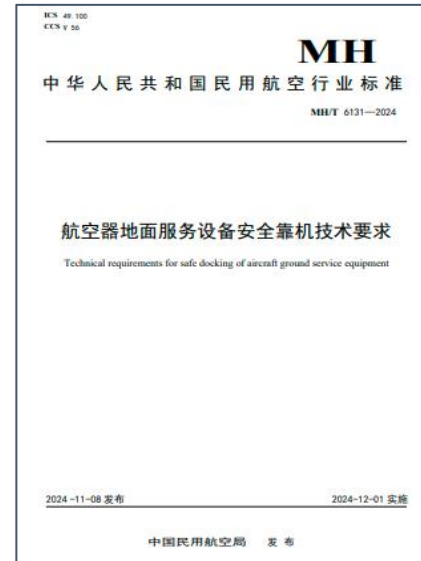 ICS 49.100
CCS V 56
MH
中华人民共和国民用航空行业标准
MH/T 6131—2024
航空器地面服务设备安全靠机技术要求
Technical requirements for safe docking of aircraft ground service equipment
2024-11-08 发布
2024-12-01 实施
中国民用航空局 发布